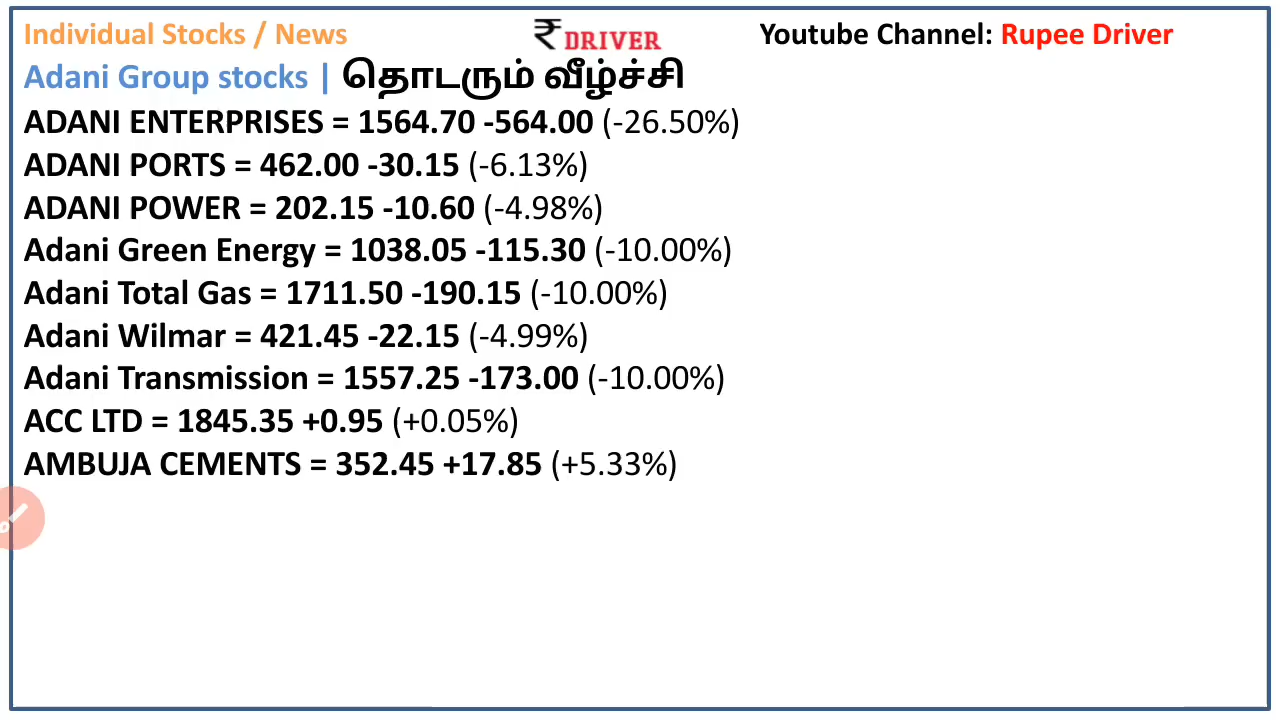 Individual Stocks / News
₹ DRIVER
Youtube Channel: Rupee Driver
Adani Group stocks | தொடரும் வீழ்ச்சி
ADANI ENTERPRISES = 1564.70 -564.00 (-26.50%)
ADANI PORTS = 462.00 -30.15 (-6.13%)
ADANI POWER = 202.15 -10.60 (-4.98%)
Adani Green Energy = 1038.05 -115.30 (-10.00%)
Adani Total Gas = 1711.50 -190.15 (-10.00%)
Adani Wilmar = 421.45 -22.15 (-4.99%)
Adani Transmission = 1557.25 -173.00 (-10.00%)
ACC LTD = 1845.35 +0.95 (+0.05%)
AMBUJA CEMENTS = 352.45 +17.85 (+5.33%)